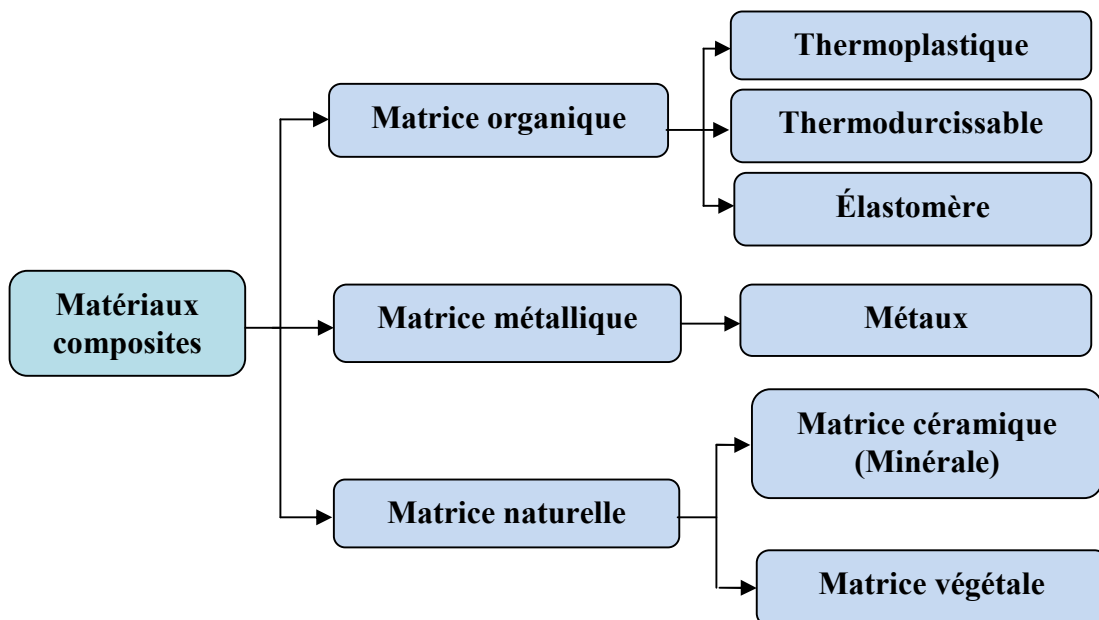 Thermoplastique
Matrice organique
Thermodurcissable
Élastomère
Matériaux
composites
Matrice métallique
Métaux
Matrice céramique
(Minérale)
Matrice naturelle
Matrice végétale